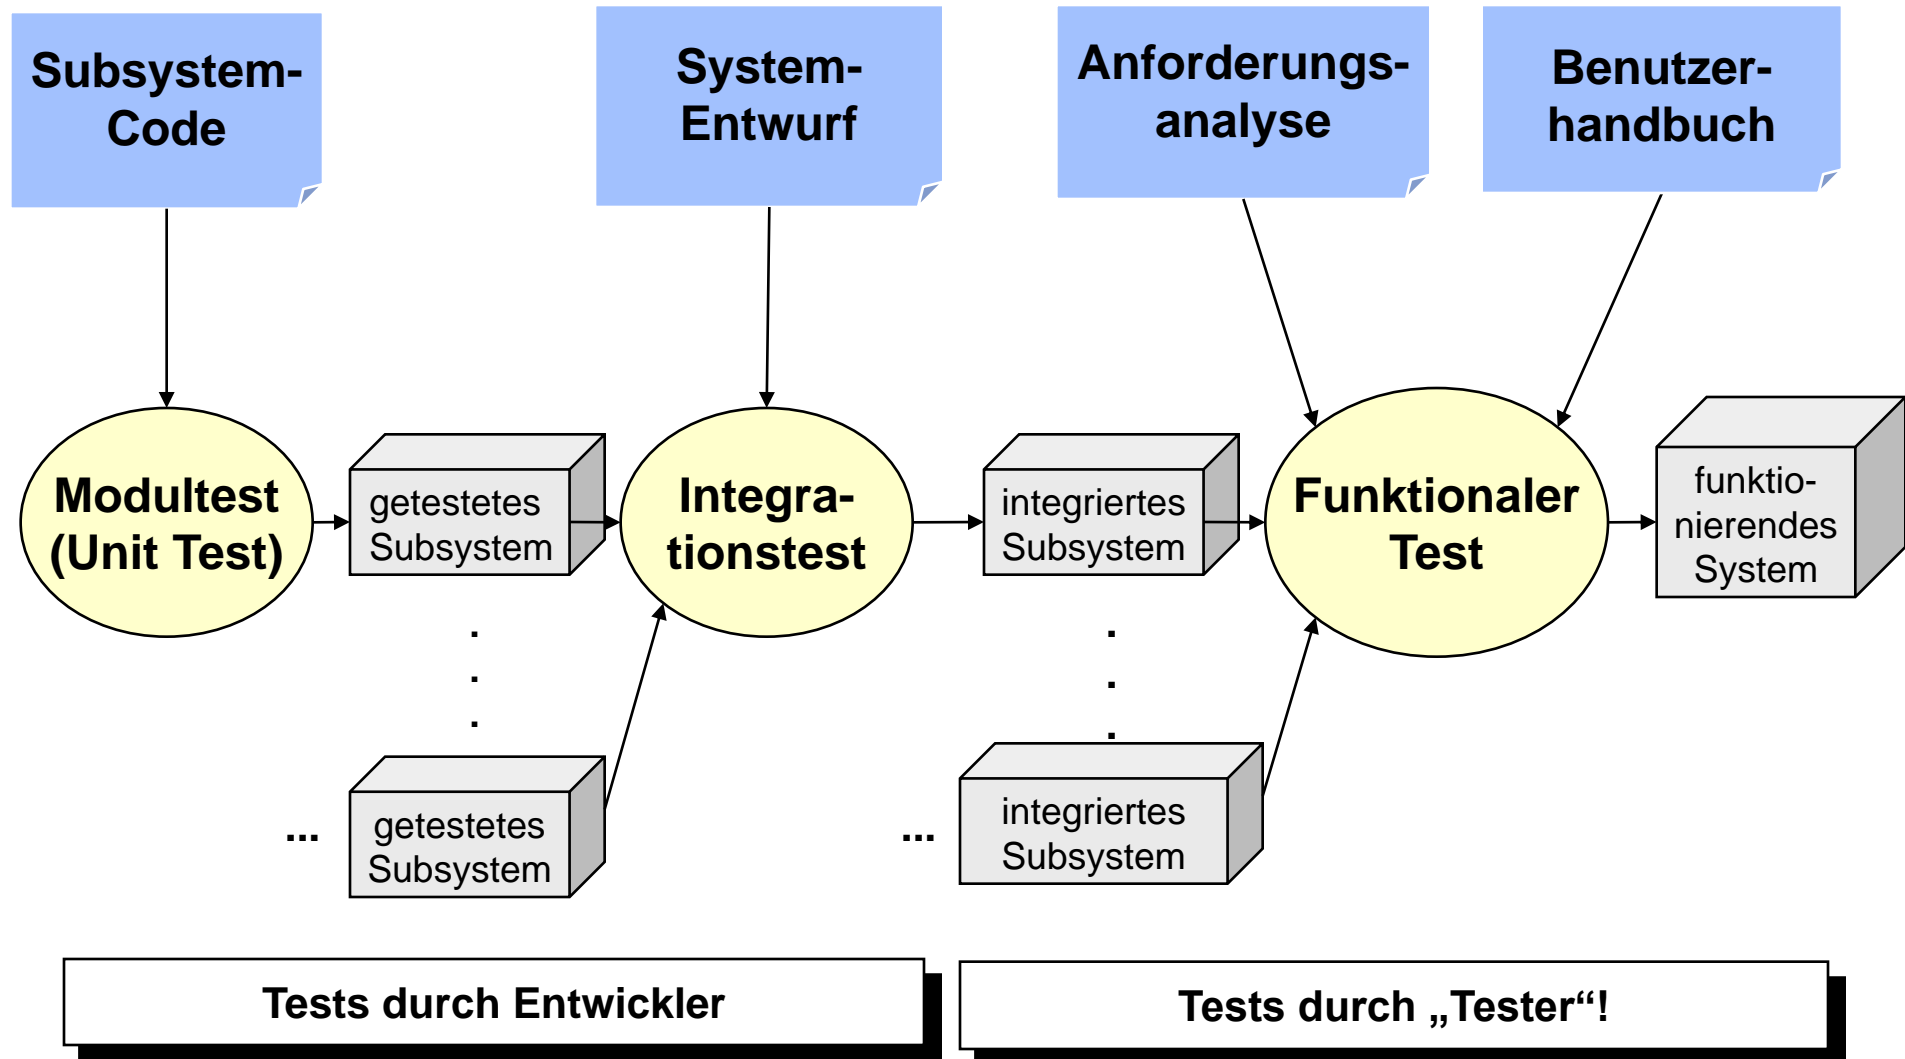 Subsystem-
Code
System-
Entwurf
Anforderungs-
analyse
Benutzer-
handbuch
Modultest
(Unit Test)
getestetes
Subsystem
Integra-
tionstest
integriertes
Subsystem
Funktionaler
Test
funktio-
nierendes
System
.
.
.
.
.
.
...
getestetes
Subsystem
...
integriertes
Subsystem
Tests durch Entwickler
Tests durch „Tester“!